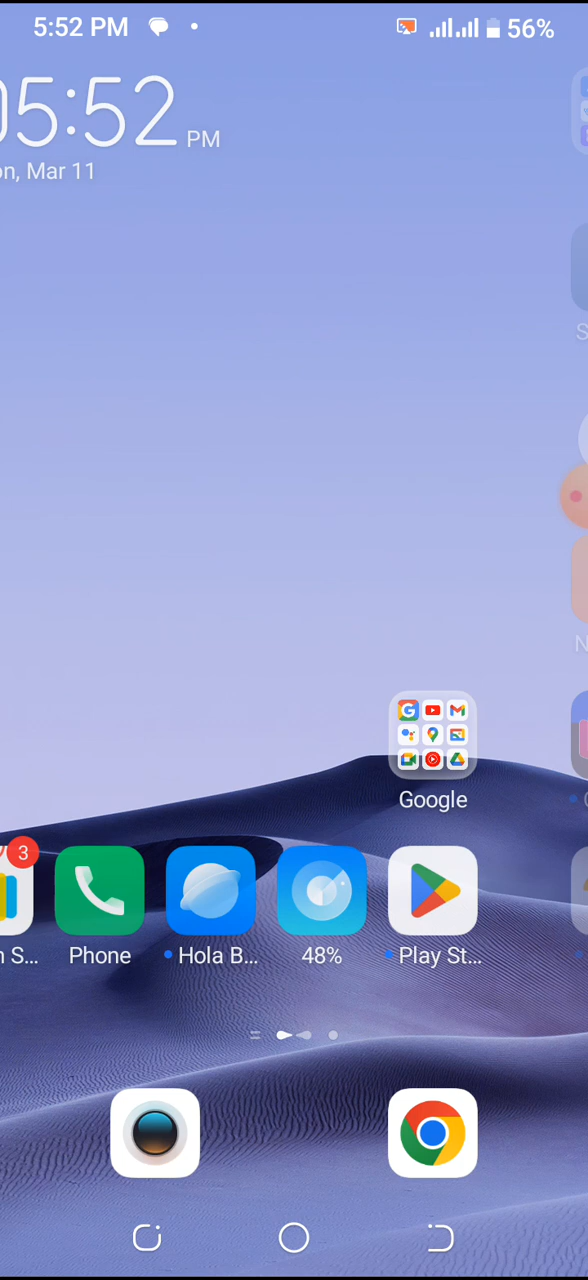 5:52 PM 56%
05:52 PM
on, Mar 11
S
N
Google
3
n S... Phone Hola B... 48% Play St...